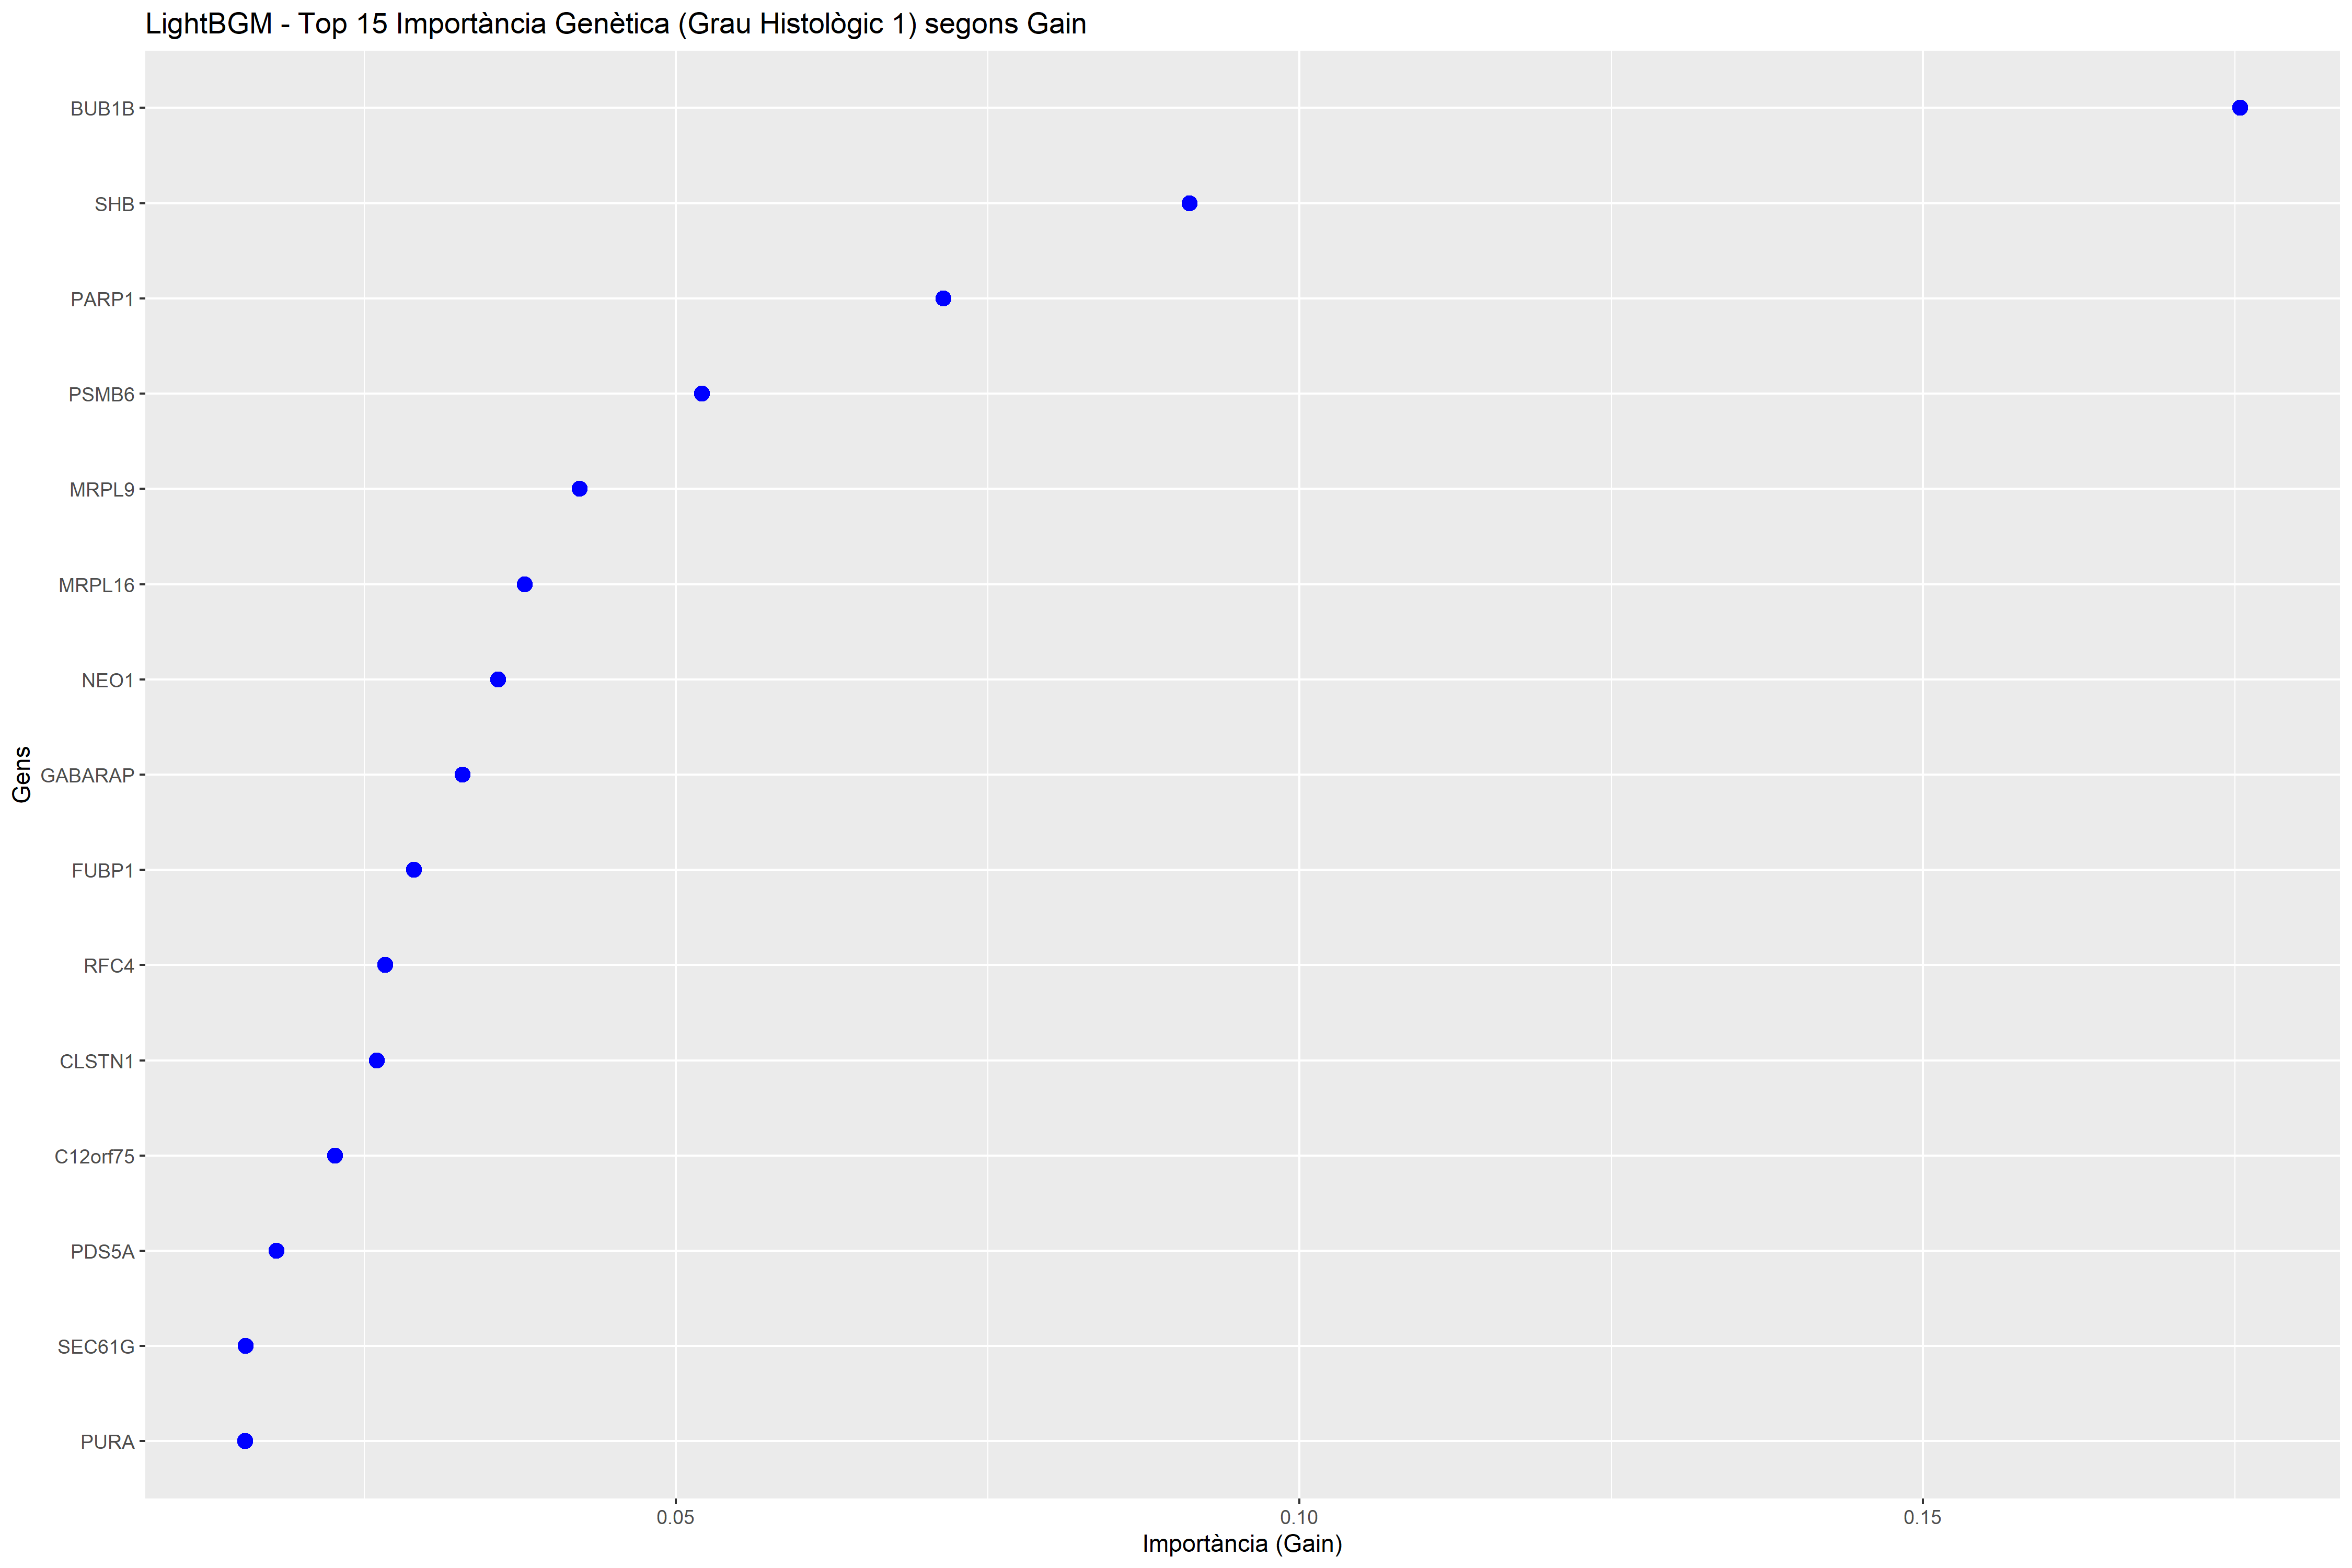 LightBGM - Top 15 Importància Genètica (Grau Histològic 1) segons Gain
Gens
BUB1B
SHB
PARP1
PSMB6
MRPL9
MRPL16
NEO1
GABARAP
FUBP1
RFC4
CLSTN1
C12orf75
PDS5A
SEC61G
PURA
0.05 0.10 0.15
Importància (Gain)